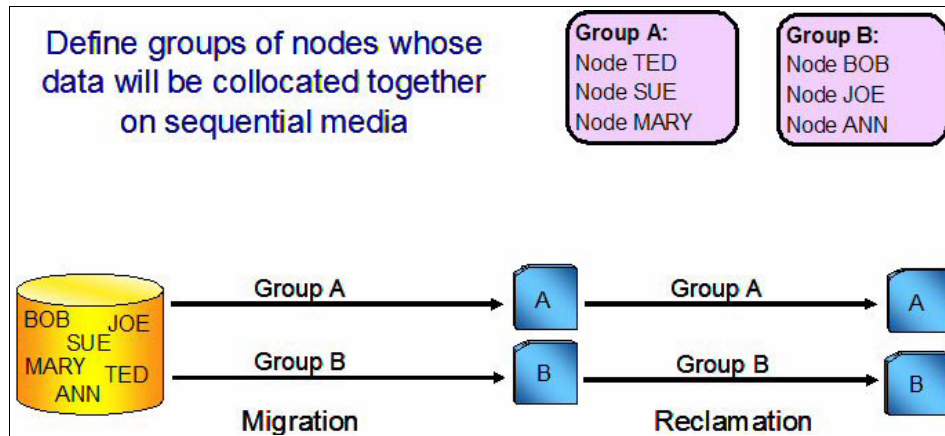 Define groups of nodes whose
data will be collocated together
on sequential media
Group A:
Node TED
Node SUE
Node MARY
Group B:
Node BOB
Node JOE
Node ANN
BOB
JOE
SUE
MARY
TED
ANN
Group A
A
Group A
A
Group B
B
Group B
B
Migration
Reclamation